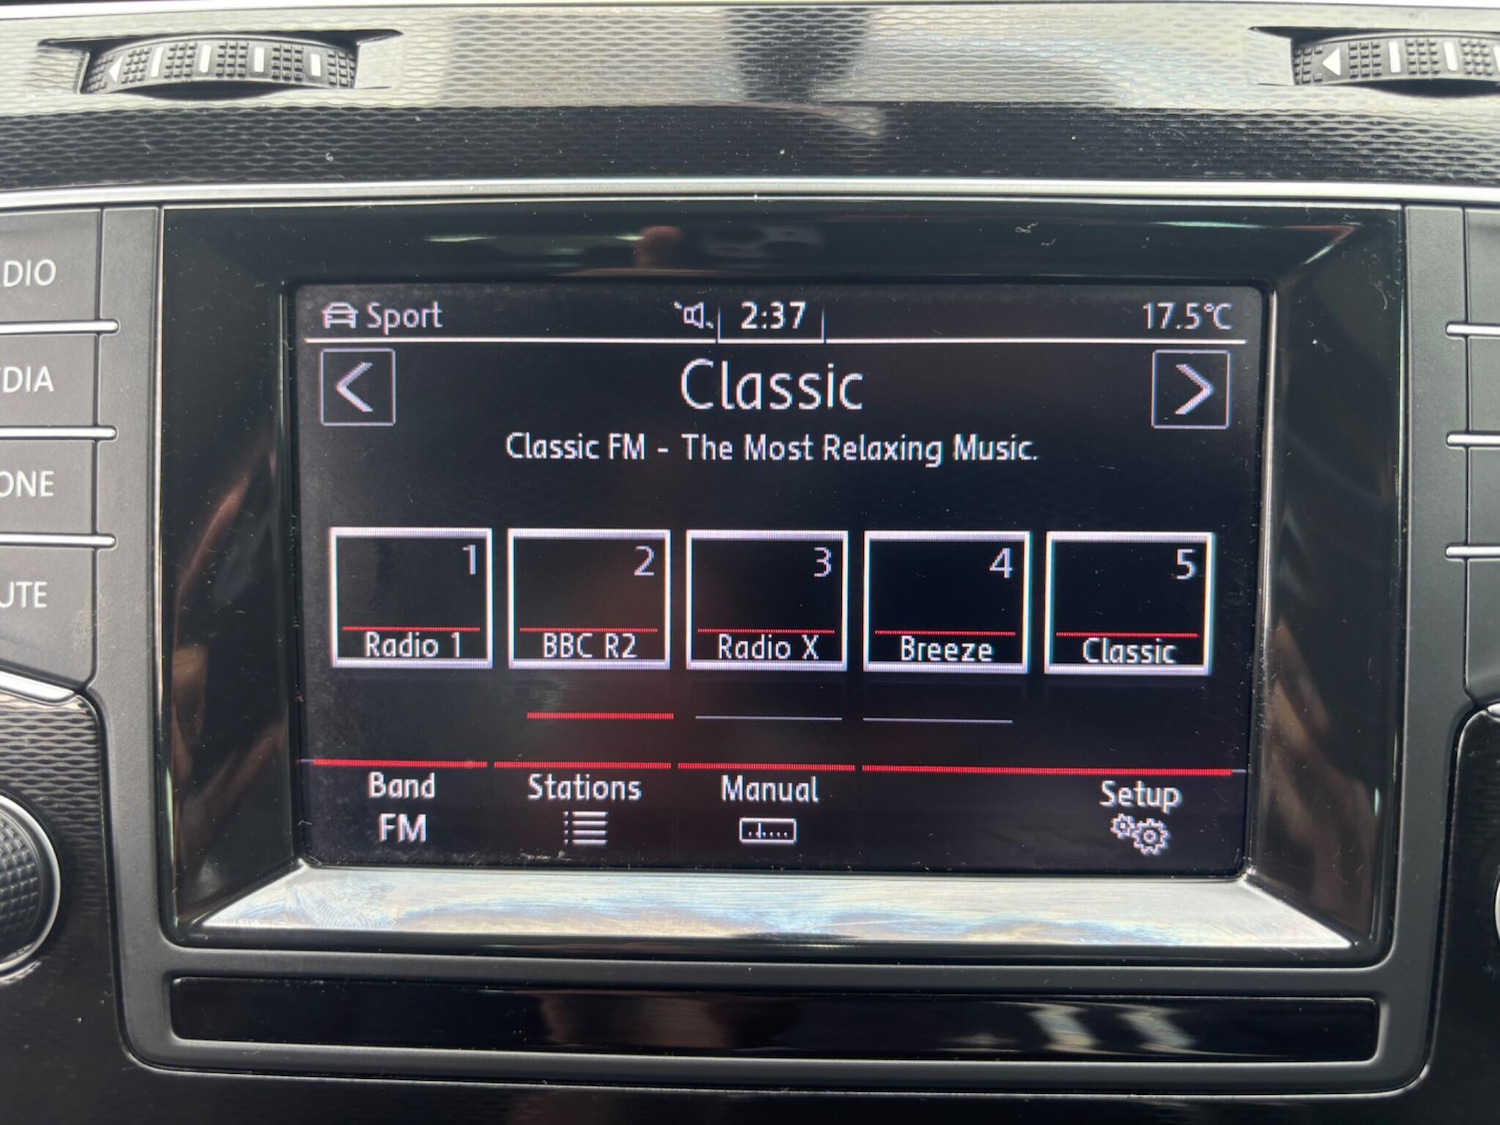 Sport 2:37 17.5°C
Classic
Classic FM - The Most Relaxing Music.
1 2 3 4 5
Radio 1 BBC R2 Radio X Breeze Classic
Band Stations Manual Setup
FM
DIO
DIA
ONE
UTE